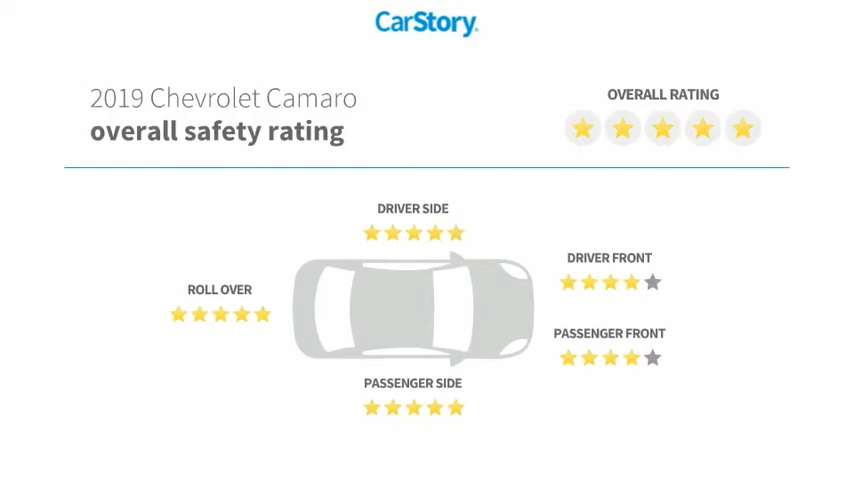 CarStory
2019 Chevrolet Camaro
overall safety rating
OVERALL RATING
DRIVER SIDE
DRIVER FRONT
ROLL OVER
PASSENGER FRONT
PASSENGER SIDE